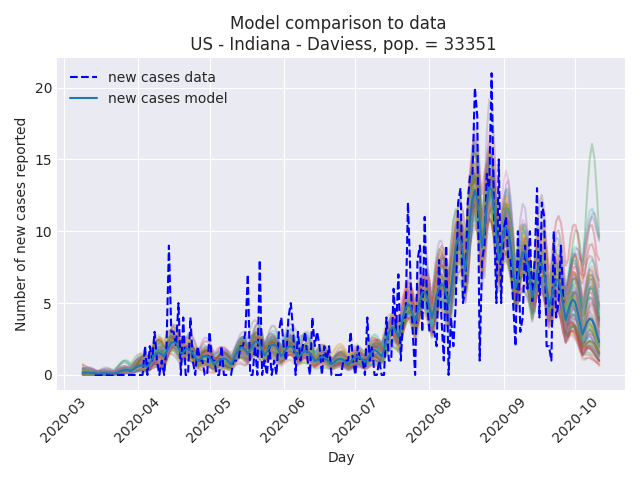 Model comparison to data
US - Indiana - Daviess, pop. = 33351
new cases data
new cases model
Number of new cases reported
20
15
10
5
0
2020-03
2020-04
2020-05
2020-06
2020-07
2020-08
2020-09
2020-10
Day